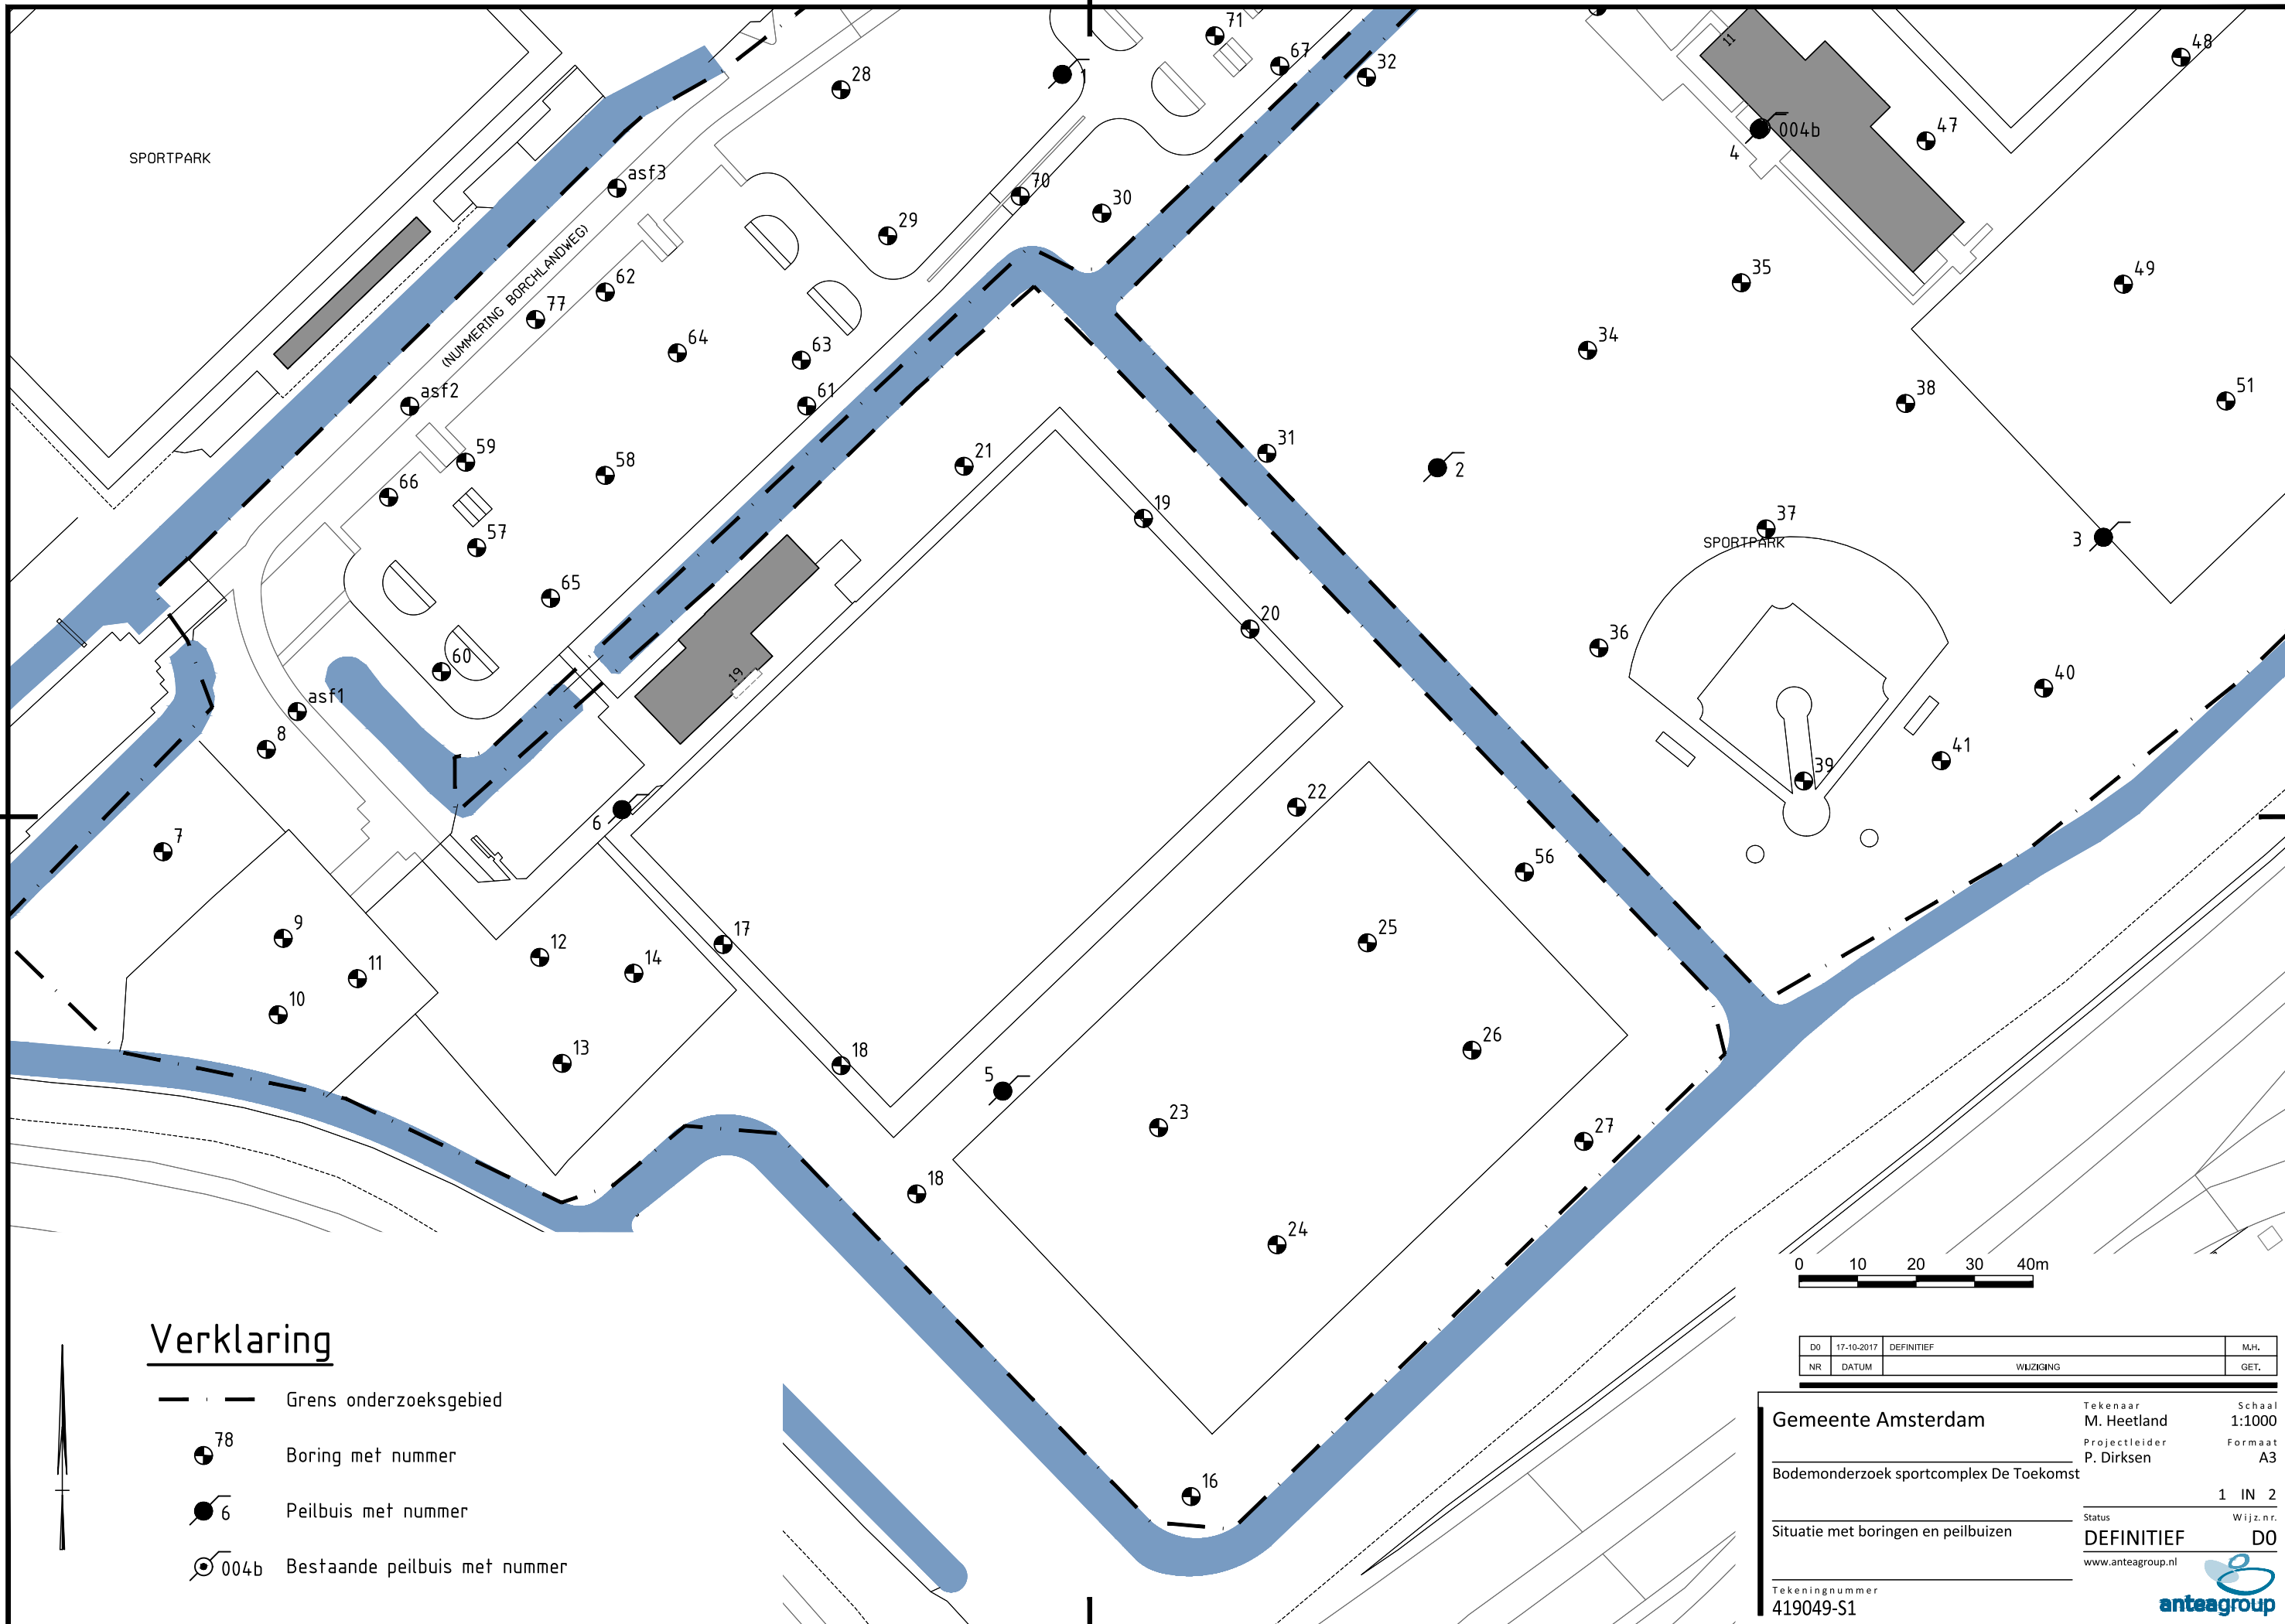 71
67
32
28
1
11
48
47
004b
4
SPORTPARK
asf3
70
30
29
(NUMMERING BORCHLANDWEG)
62
77
35
49
64
63
34
61
38
51
asf2
59
58
66
21
31
2
57
19
37
SPORTPARK
3
65
20
36
60
19
40
asf1
8
41
39
6
22
7
56
9
12
17
25
11
14
10
13
18
26
5
23
27
18
24
16
0 10 20 30 40m
Verklaring
Grens onderzoeksgebied
78 Boring met nummer
6 Peilbuis met nummer
004b Bestaande peilbuis met nummer
D0 17-10-2017 DEFINITIEF M.H.
NR DATUM WIJZIGING GET.
Gemeente Amsterdam
Bodemonderzoek sportcomplex De Toekomst
Situatie met boringen en peilbuizen
Tekeningnummer
419049-S1
Tekenaar Schaal
M. Heetland 1:1000
Projectleider Formaat
P. Dirksen A3
1 IN 2
Status Wijz.nr.
DEFINITIEF D0
www.anteagroup.nl
anteagroup